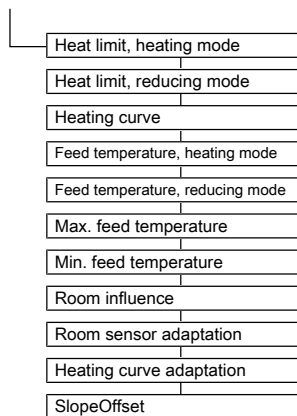 Heat limit, heating mode
Heat limit, reducing mode
Heating curve
Feed temperature, heating mode
Feed temperature, reducing mode
Max. feed temperature
Min. feed temperature
Room influence
Room sensor adaptation
Heating curve adaptation
SlopeOffset